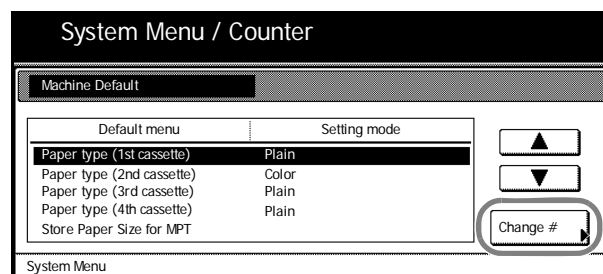 System Menu / Counter
Machine Default
Default menu Setting mode
Paper type (1st cassette) Plain
Paper type (2nd cassette) Color
Paper type (3rd cassette) Plain
Paper type (4th cassette) Plain
Store Paper Size for MPT
Change #
System Menu